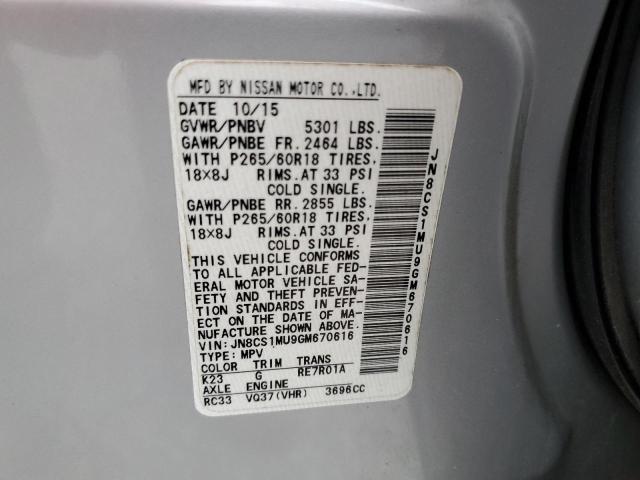 MFD BY NISSAN MOTOR CO.,LTD.
DATE 10/15
GVWR/PNBV 5301 LBS.
GAWR/PNBE FR. 2464 LBS.
WITH P265/60R18 TIRES,
18X8J RIMS. AT 33 PSI
COLD SINGLE.
GAWR/PNBE RR. 2855 LBS.
WITH P265/60R18 TIRES,
18X8J RIMS. AT 33 PSI
COLD SINGLE.
THIS VEHICLE CONFORMS
TO ALL APPLICABLE FED-
ERAL MOTOR VEHICLE SA-
FETY AND THEFT PREVEN-
TION STANDARDS IN EFF-
ECT ON THE DATE OF MA-
NUFACTURE SHOWN ABOVE.
VIN: JN8CS1MU9GM670616
TYPE: MPV
COLOR TRIM TRANS
K23 G RE7R01A
AXLE ENGINE
RC33 VQ37(VHR) 3696CC
JN8CS1MU9GM670616